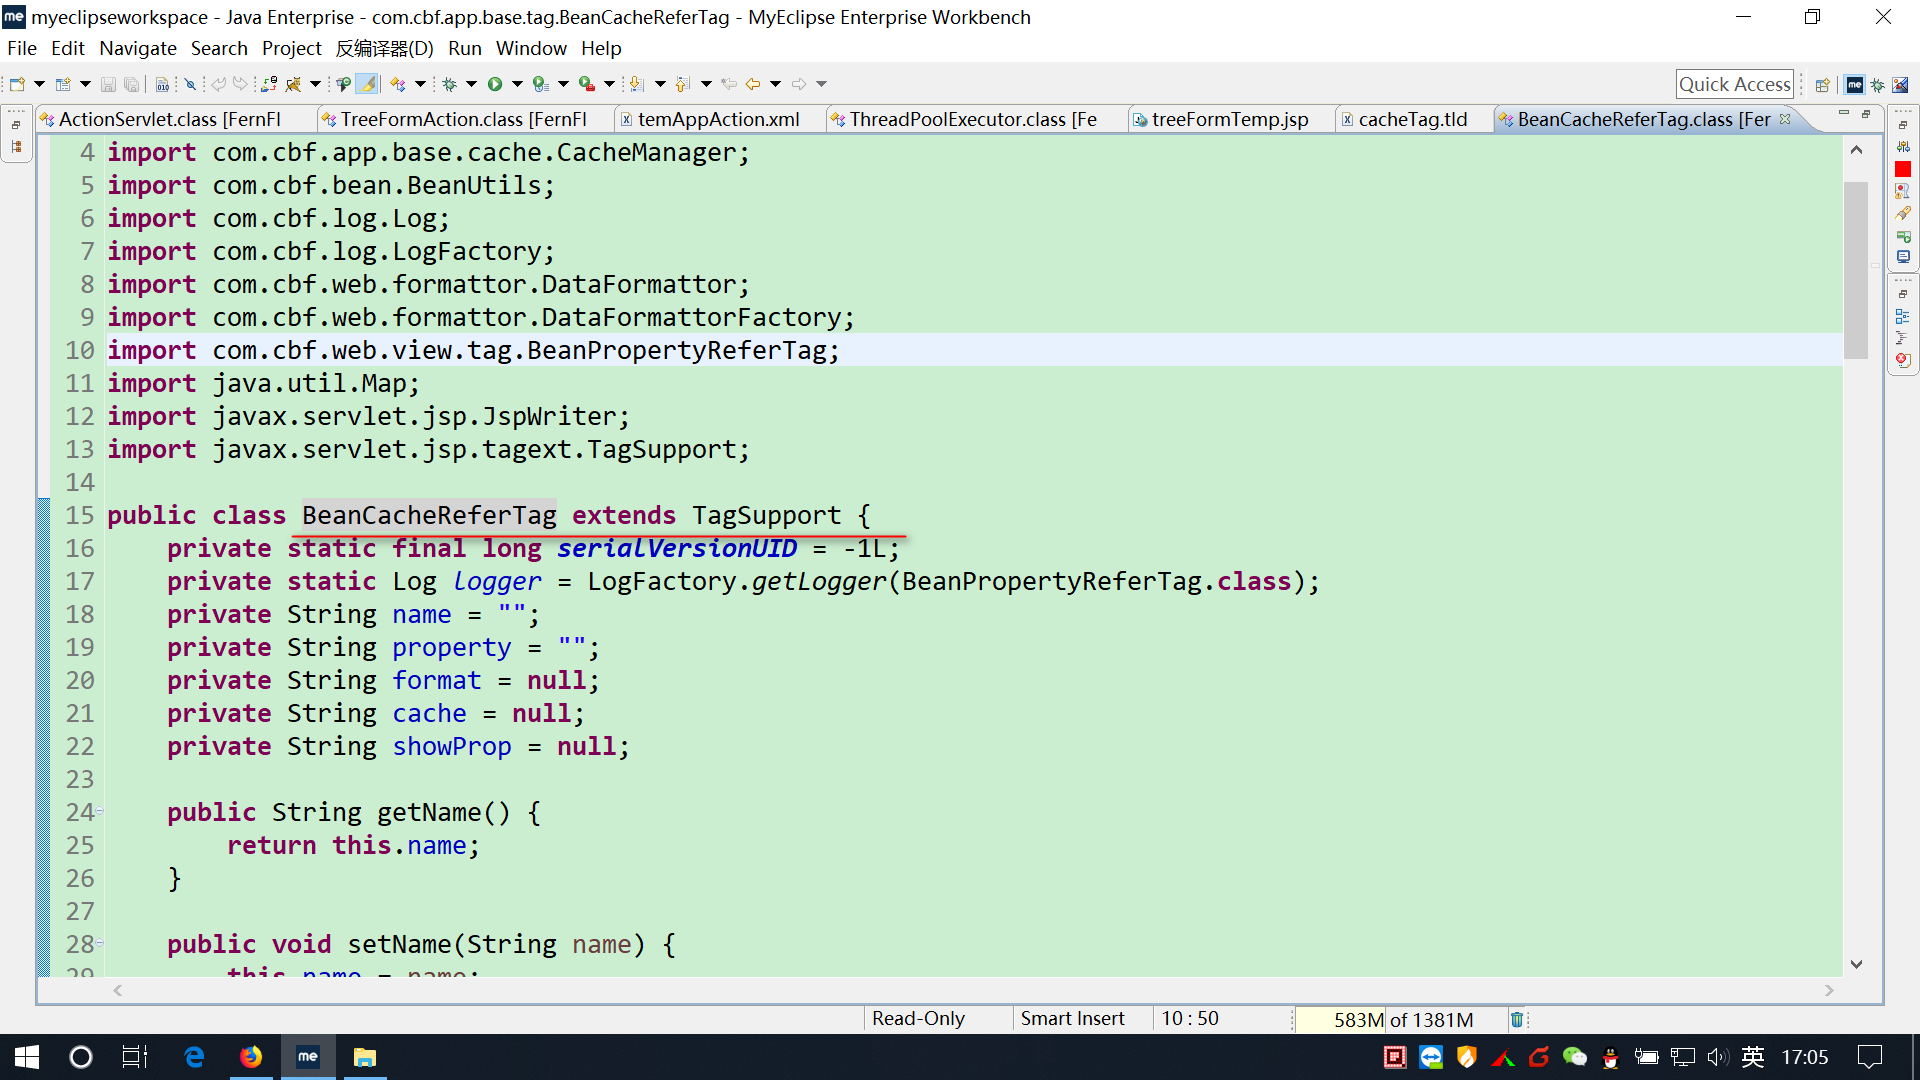 me myeclipseworkspace - Java Enterprise - com.cbf.app.base.tag.BeanCacheReferTag - MyEclipse Enterprise Workbench
File Edit Navigate Search Project 反编译器(D) Run Window Help
Quick Access me
ActionServlet.class [FernFl TreeFormAction.class [FernFl temAppAction.xml ThreadPoolExecutor.class [Fe treeFormTemp.jsp cacheTag.tld BeanCacheReferTag.class [Fer
4 import com.cbf.app.base.cache.CacheManager;
5 import com.cbf.bean.BeanUtils;
6 import com.cbf.log.Log;
7 import com.cbf.log.LogFactory;
8 import com.cbf.web.formattor.DataFormattor;
9 import com.cbf.web.formattor.DataFormattorFactory;
10 import com.cbf.web.view.tag.BeanPropertyReferTag;
11 import java.util.Map;
12 import javax.servlet.jsp.JspWriter;
13 import javax.servlet.jsp.tagext.TagSupport;
14
15 public class BeanCacheReferTag extends TagSupport {
16 private static final long serialVersionUID = -1L;
17 private static Log logger = LogFactory.getLogger(BeanPropertyReferTag.class);
18 private String name = "";
19 private String property = "";
20 private String format = null;
21 private String cache = null;
22 private String showProp = null;
23
24 public String getName() {
25 return this.name;
26 }
27
28 public void setName(String name) {
29 this.name = name;
Read-Only Smart Insert 10 : 50 583M of 1381M
me 英 17:05